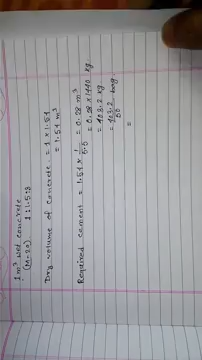 1 m³ wet concrete
(M-20) 1:1.5:3
Dry volume of concrete = 1 × 1.54
= 1.54 m³
Required cement = 1.54 × 1/5.5 = 0.28 m³
= 0.28 × 1440 kg
= 403.2 kg
= 403.2/50 bag
=